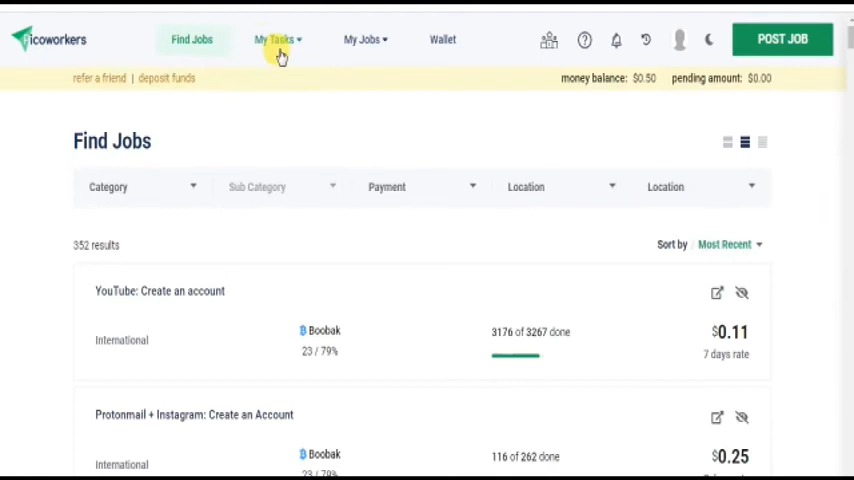 icoworkers
Find Jobs
My Tasks
My Jobs
Wallet
POST JOB
refer a friend | deposit funds
money balance: $0.50
pending amount: $0.00
Find Jobs
Category
Sub Category
Payment
Location
Location
352 results
Sort by | Most Recent
YouTube: Create an account
International
Boobak
23 / 79%
3176 of 3267 done
$0.11
7 days rate
Protonmail + Instagram: Create an Account
International
Boobak
23 / 79%
116 of 262 done
$0.25